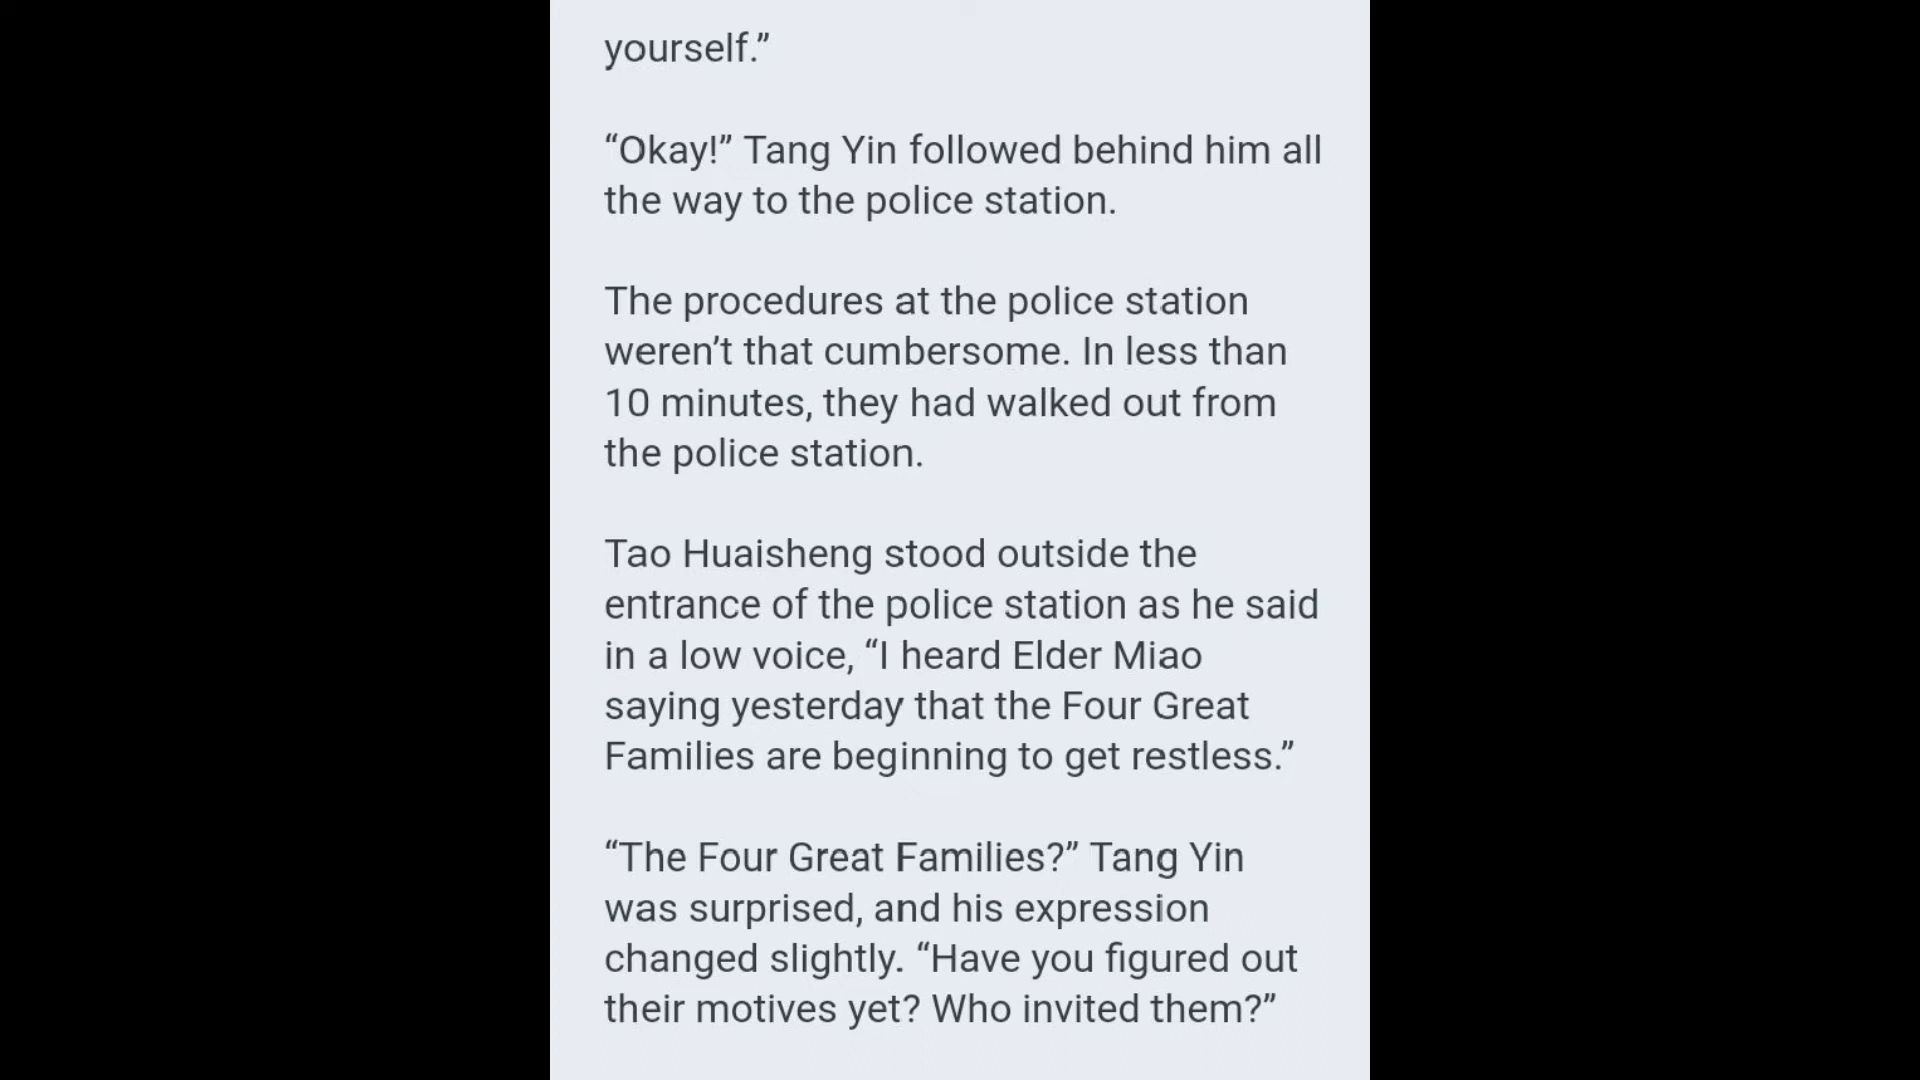 yourself.”
“Okay!” Tang Yin followed behind him all
the way to the police station.
The procedures at the police station
weren’t that cumbersome. In less than
10 minutes, they had walked out from
the police station.
Tao Huaisheng stood outside the
entrance of the police station as he said
in a low voice, “I heard Elder Miao
saying yesterday that the Four Great
Families are beginning to get restless.”
“The Four Great Families?” Tang Yin
was surprised, and his expression
changed slightly. “Have you figured out
their motives yet? Who invited them?”